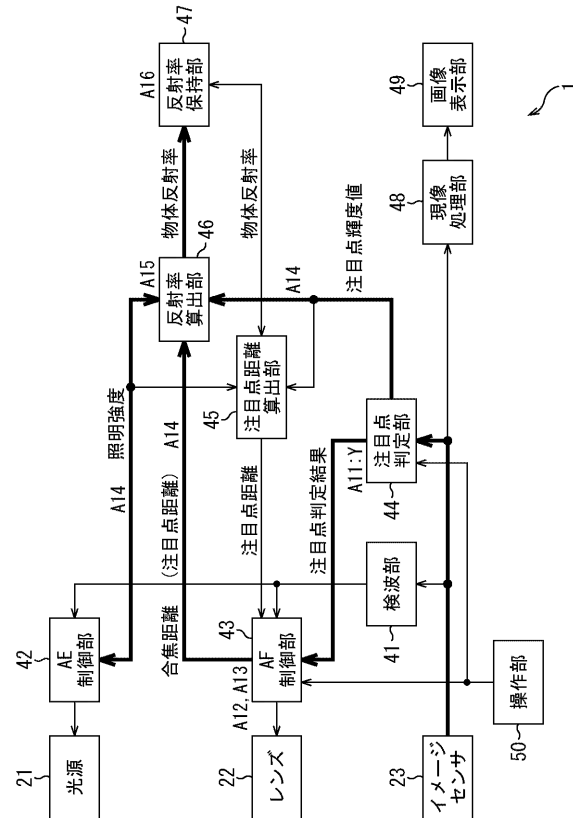 21
光源
22
レンズ
23
イメージ
センサ
42
AE
制御部
A12, A13
43
AF
制御部
41
検波部
50
操作部
A14
照明強度
合焦距離 (注目点距離)
A14
注目点距離
注目点判定結果
A11:Y
45
注目点距離
算出部
44
注目点
判定部
A15
反射率
算出部
46
A14
注目点輝度値
物体反射率
物体反射率
A16
反射率
保持部
47
48
現像
処理部
49
画像
表示部
1